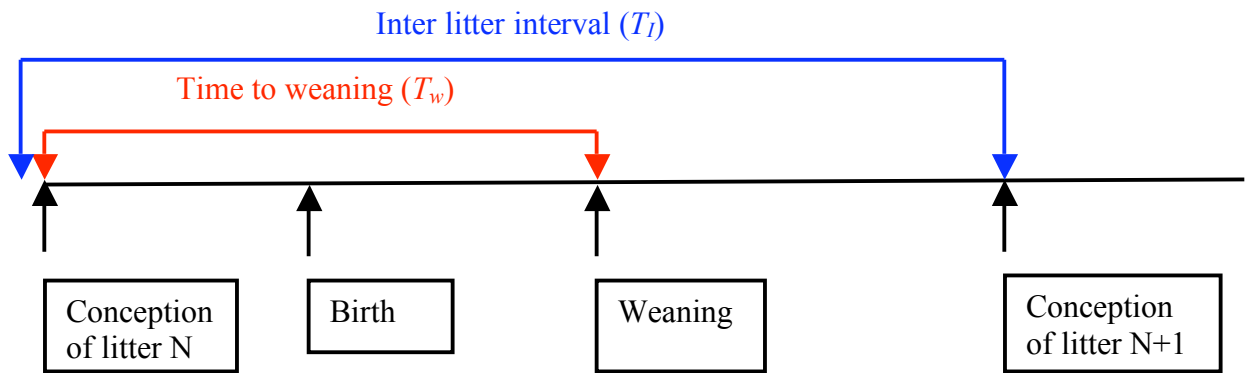 Inter litter interval (T_I)
Time to weaning (T_w)
Conception
of litter N
Birth
Weaning
Conception
of litter N+1